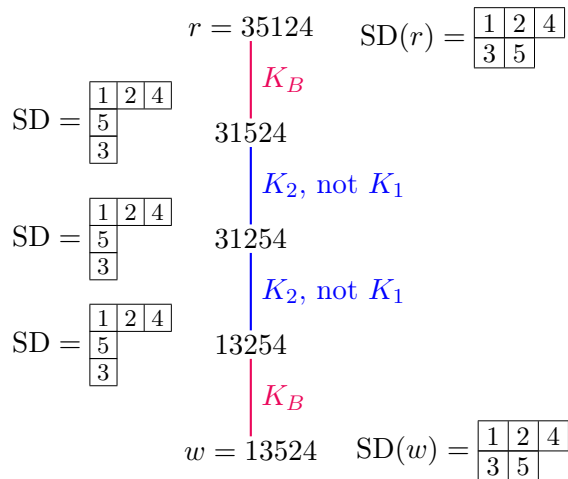 r = 35124 SD(r) =
1 2 4
3 5
K_B
SD =
1 2 4
5
3
31524
K_2, not K_1
SD =
1 2 4
5
3
31254
K_2, not K_1
SD =
1 2 4
5
3
13254
K_B
w = 13524 SD(w) =
1 2 4
3 5